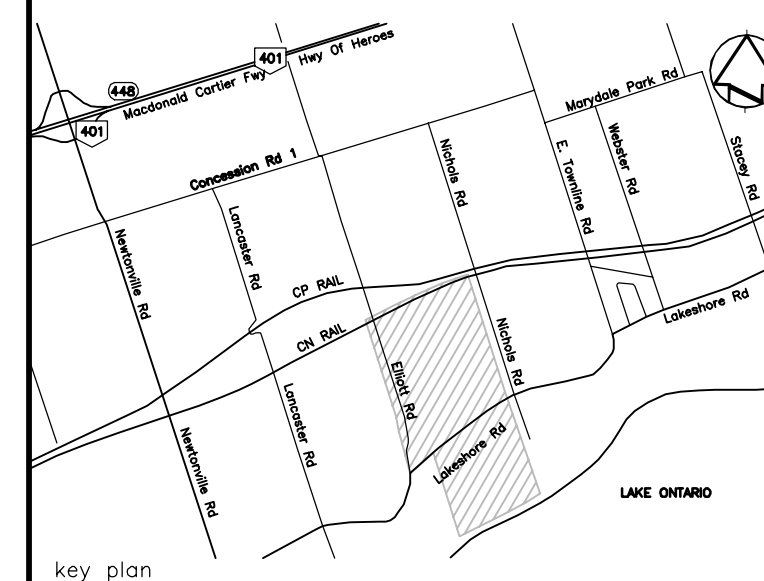 401
Hwy Of Heroes
448
Macdonald Cartier Fwy
401
Marydale Park Rd
Concession Rd 1
Nichols Rd
E. Townline Rd
Webster Rd
Stacey Rd
Newtonville Rd
Lancaster Rd
CP RAIL
CN RAIL
Lakeshore Rd
Nichols Rd
Elliott Rd
Lancaster Rd
Newtonville Rd
Lakeshore Rd
LAKE ONTARIO
key plan